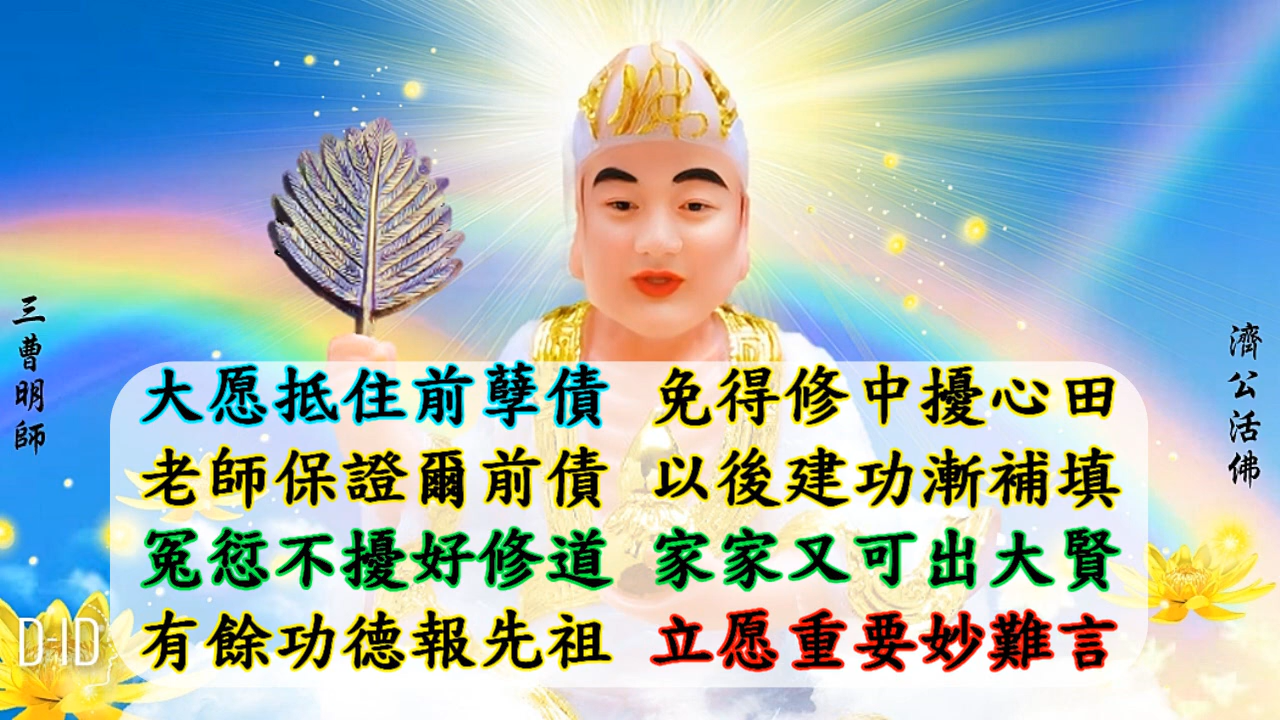 三曹明師
濟公活佛
大愿抵住前孽債 免得修中擾心田
老師保證爾前債 以後建功漸補填
冤愆不擾好修道 家家又可出大賢
有餘功德報先祖 立愿重要妙難言
D-ID